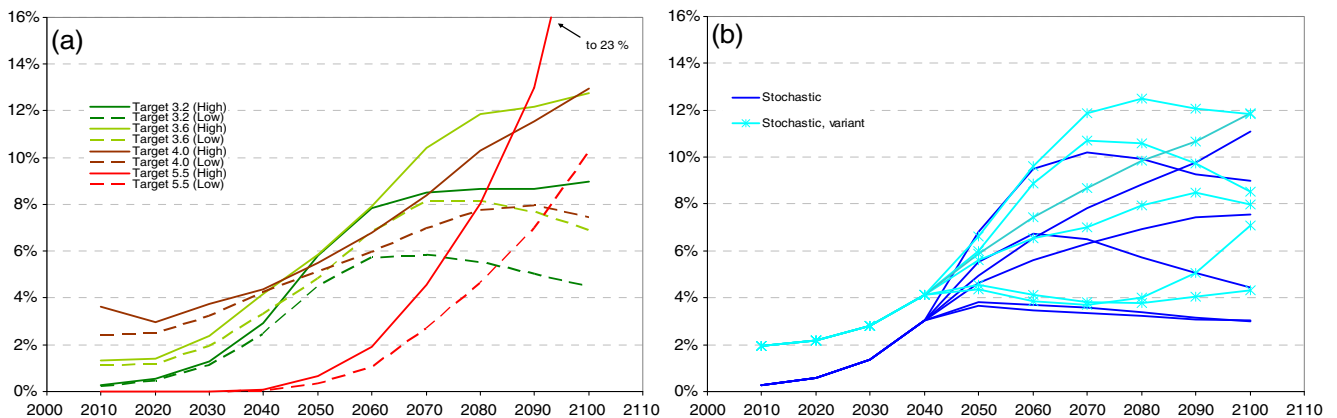 (a)
16%
14%
12%
10%
8%
6%
4%
2%
0%
to 23 %
Target 3.2 (High)
Target 3.2 (Low)
Target 3.6 (High)
Target 3.6 (Low)
Target 4.0 (High)
Target 4.0 (Low)
Target 5.5 (High)
Target 5.5 (Low)
2000 2010 2020 2030 2040 2050 2060 2070 2080 2090 2100 2110
(b)
16%
14%
12%
10%
8%
6%
4%
2%
0%
Stochastic
Stochastic, variant
2000 2010 2020 2030 2040 2050 2060 2070 2080 2090 2100 2110